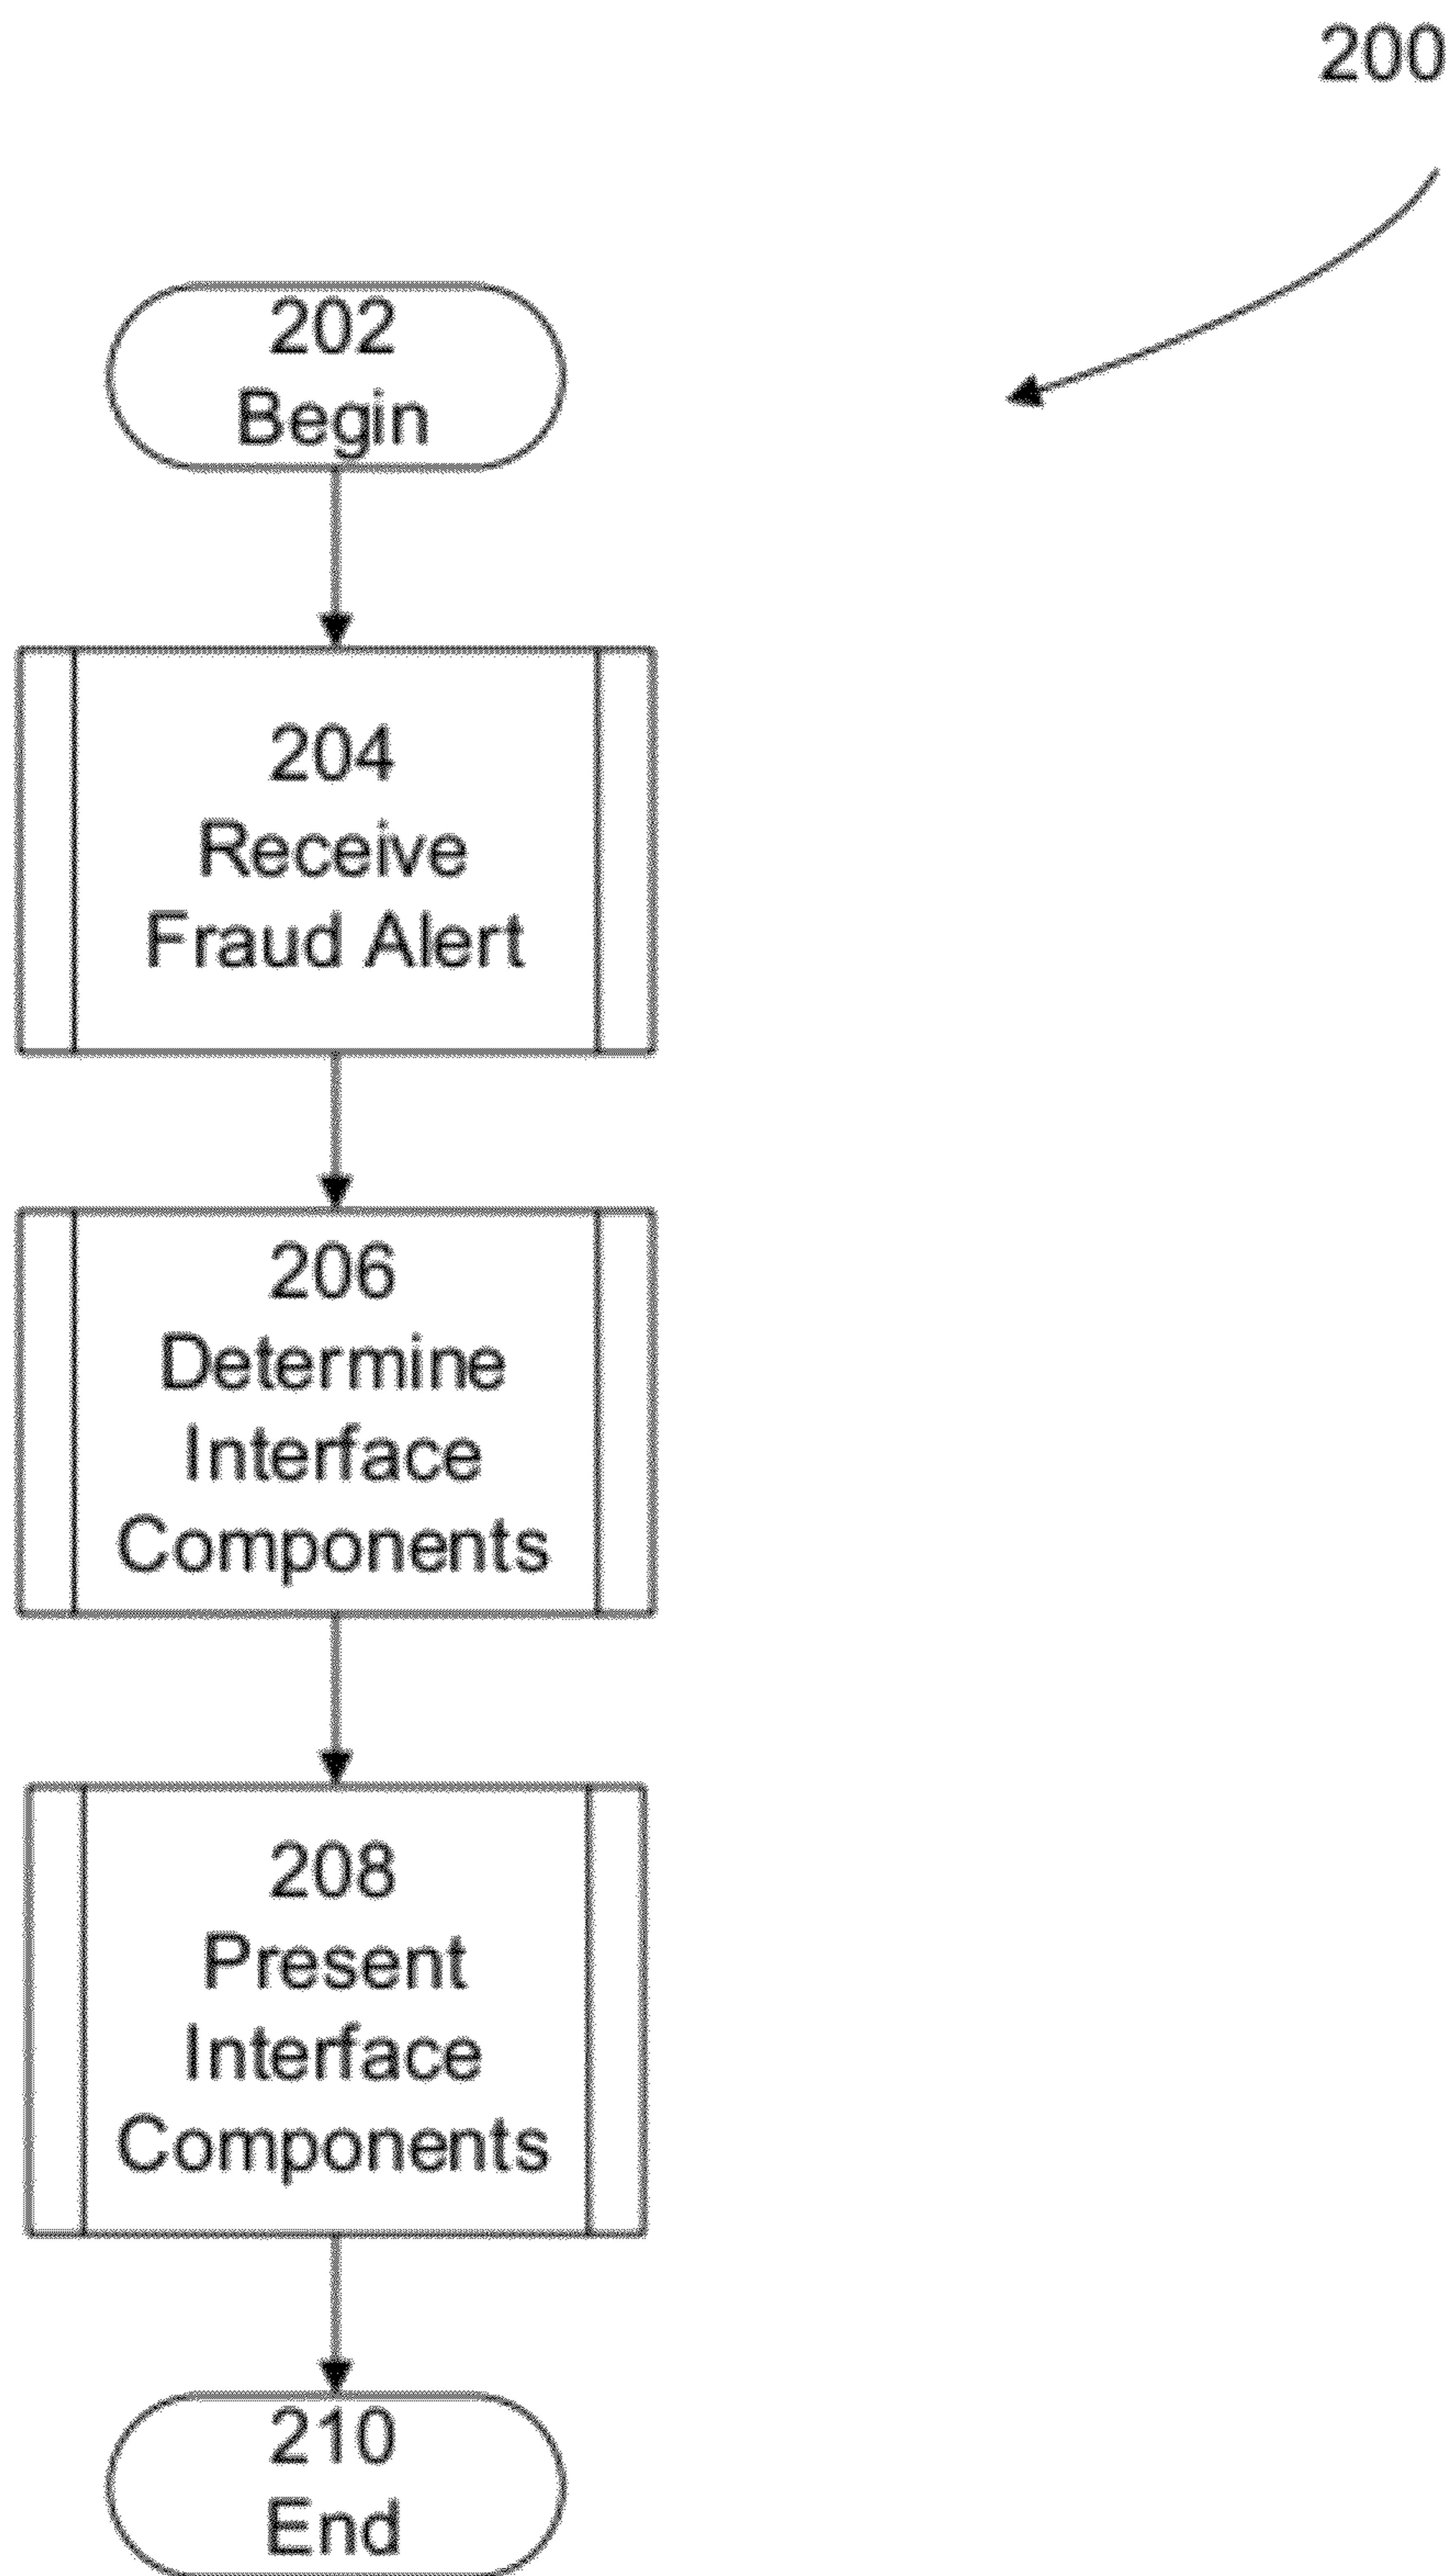 200
202
Begin
204
Receive
Fraud Alert
206
Determine
Interface
Components
208
Present
Interface
Components
210
End